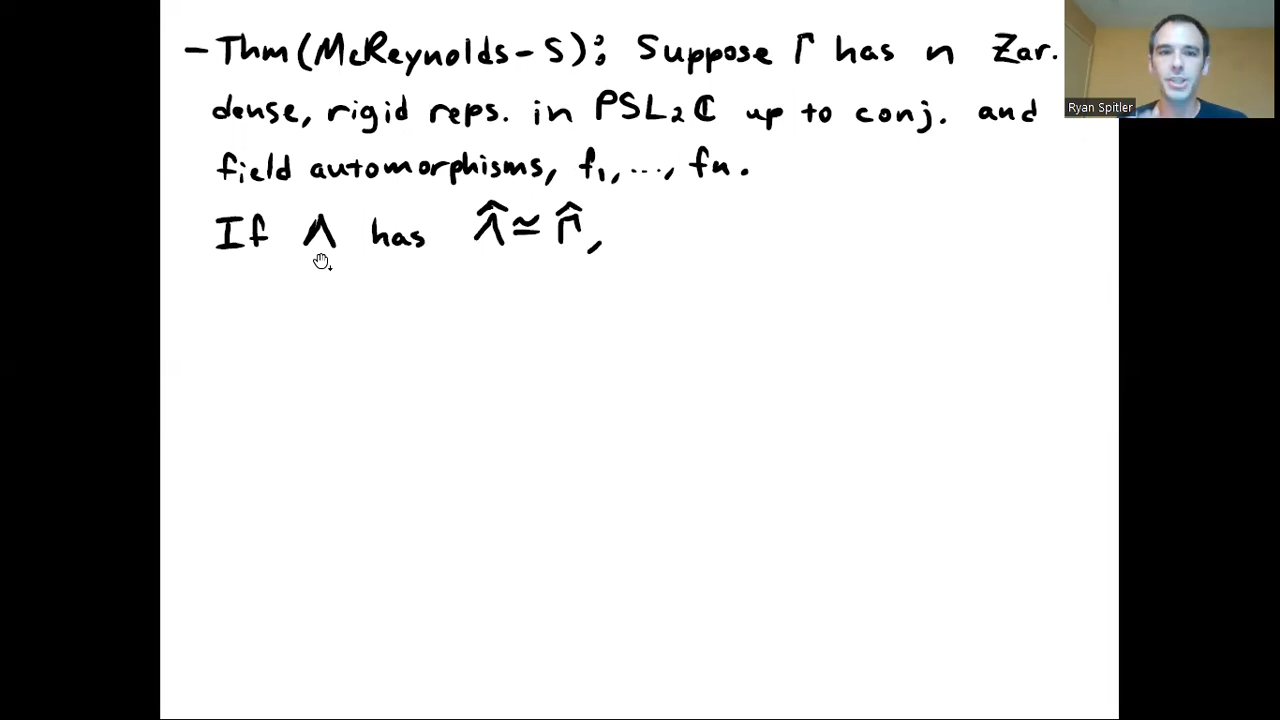 - Thm (McReynolds - S): Suppose Γ has n Zar.
dense, rigid reps. in PSL₂ ℂ up to conj. and
field automorphisms, f₁, ..., fₙ.
If Λ has Λ̂ ≅ Γ̂,
Ryan Spitler